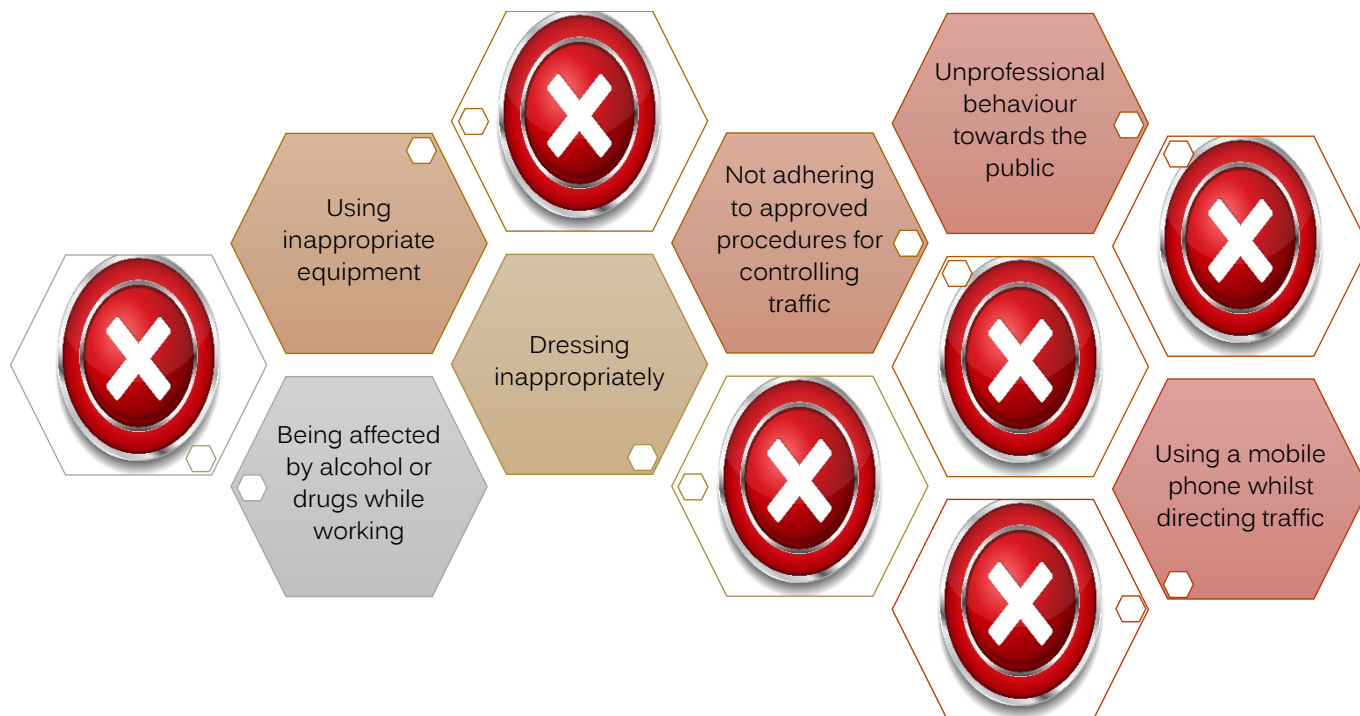 Using
inappropriate
equipment
Being affected
by alcohol or
drugs while
working
Dressing
inappropriately
Not adhering
to approved
procedures for
controlling
traffic
Unprofessional
behaviour
towards the
public
Using a mobile
phone whilst
directing traffic